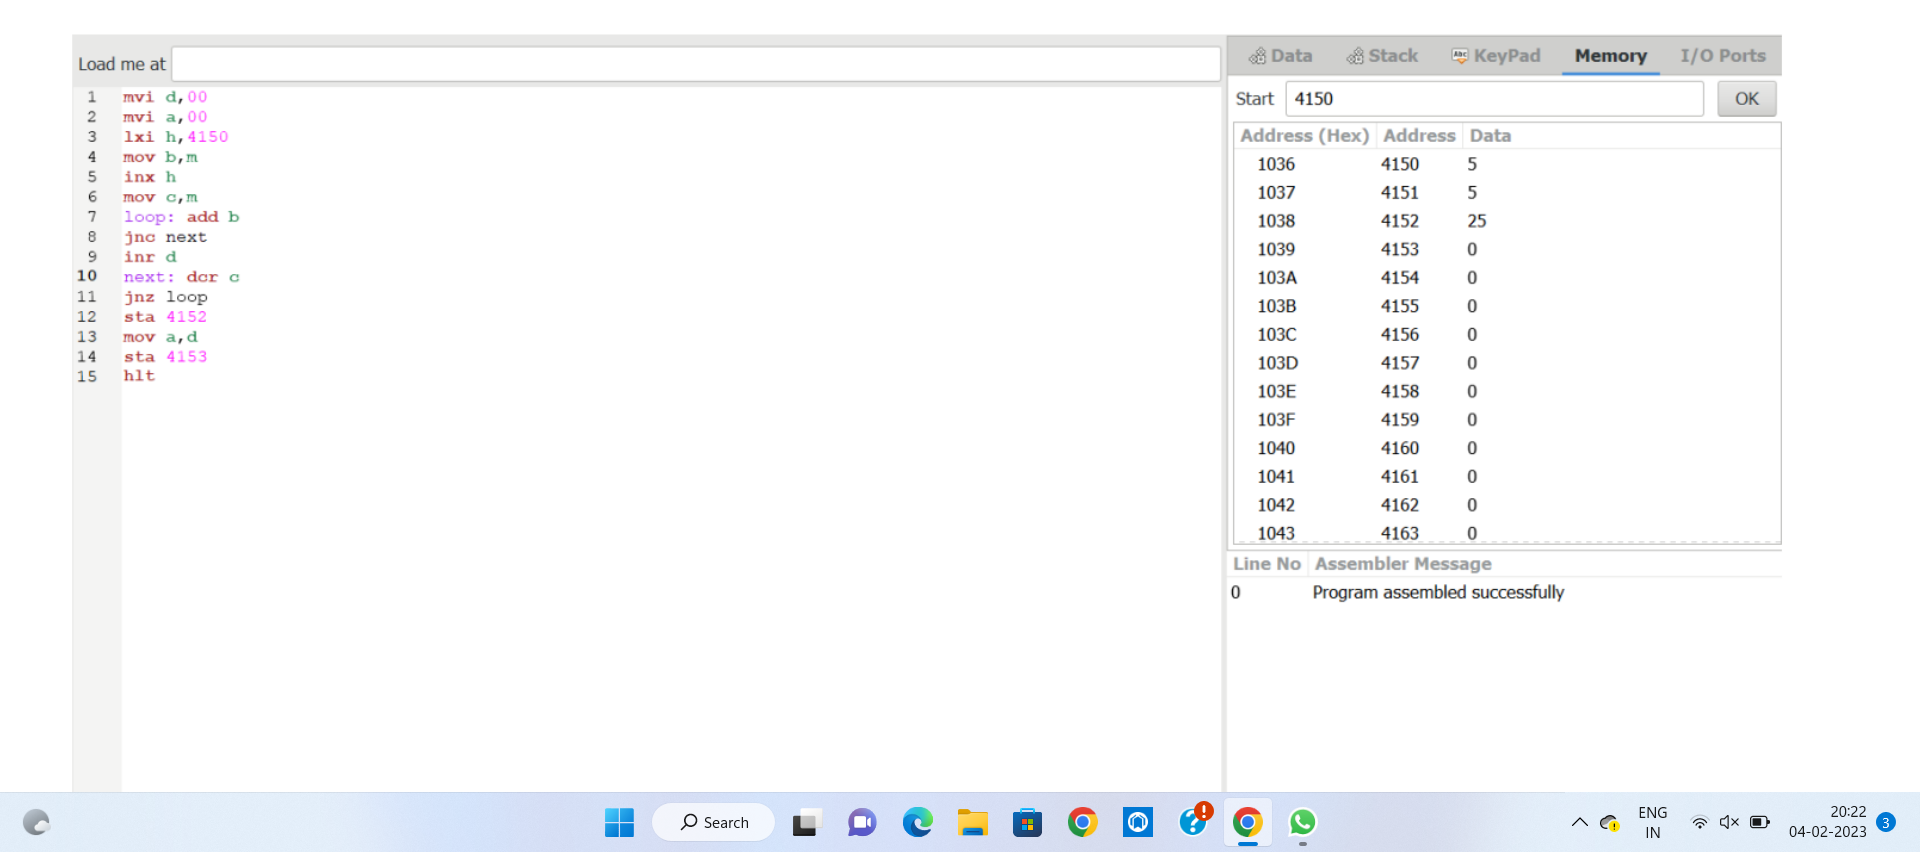 Load me at
1 mvi d,00
2 mvi a,00
3 lxi h,4150
4 mov b,m
5 inx h
6 mov c,m
7 loop: add b
8 jnc next
9 inr d
10 next: dcr c
11 jnz loop
12 sta 4152
13 mov a,d
14 sta 4153
15 hlt
Data Stack Abc KeyPad Memory I/O Ports
Start 4150 OK
Address (Hex) Address Data
1036 4150 5
1037 4151 5
1038 4152 25
1039 4153 0
103A 4154 0
103B 4155 0
103C 4156 0
103D 4157 0
103E 4158 0
103F 4159 0
1040 4160 0
1041 4161 0
1042 4162 0
1043 4163 0
Line No Assembler Message
0 Program assembled successfully
Search
ENG
IN
20:22
04-02-2023
3